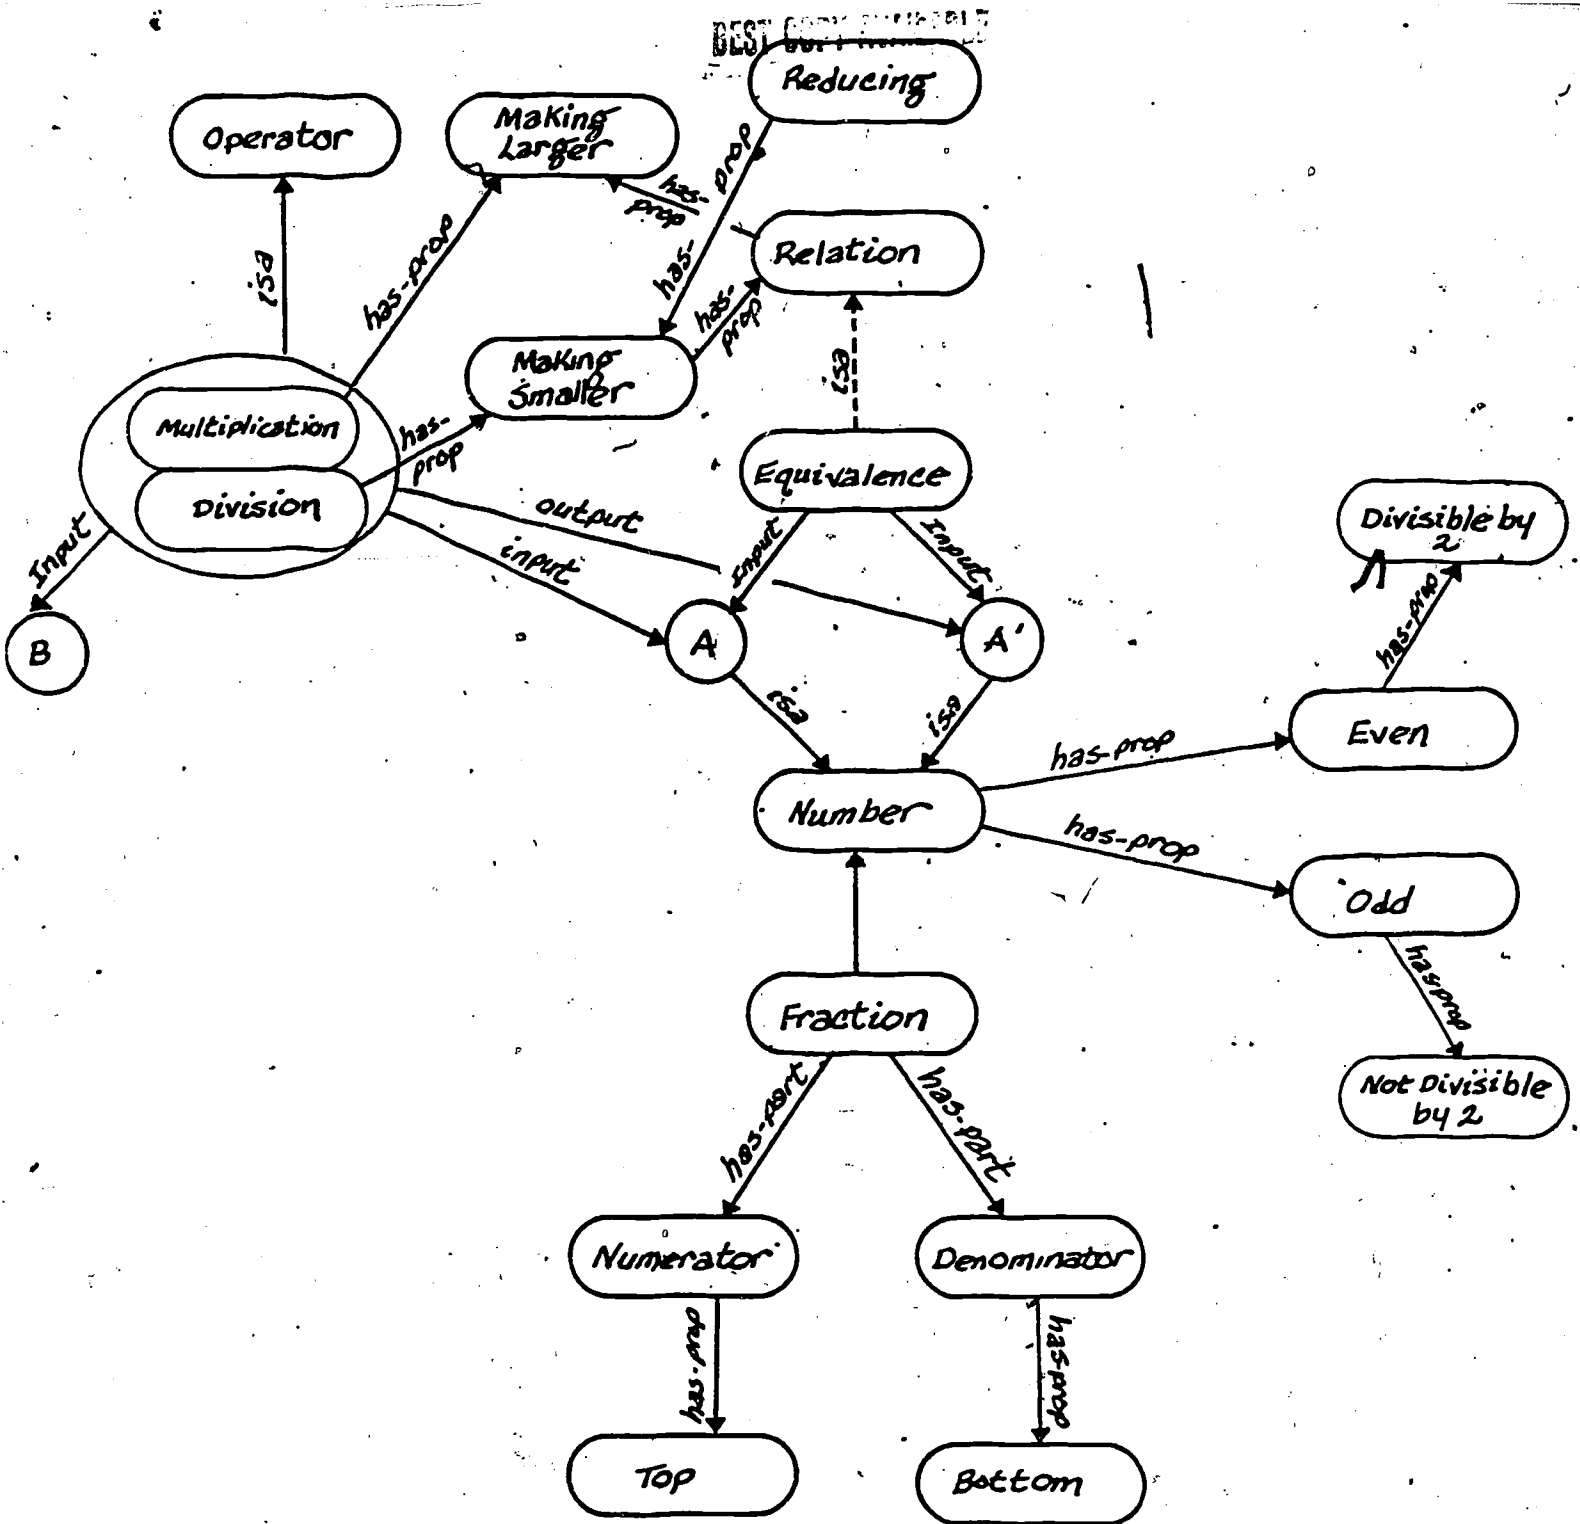 BEST COPY AVAILABLE
Reducing
Operator
Making
Larger
has-prop
has-
prop
Relation
isa
has-prop
has-
prop
Making
Smaller
isa
Multiplication
has-
prop
Equivalence
Division
output
Divisible by
2
Input
input
Input
Input
has-prop
B
A
A'
isa
isa
Even
has-prop
Number
has-prop
Odd
has prop
Fraction
Not Divisible
by 2
has-part
has-part
Numerator
Denominator
has-prop
has-prop
Top
Bottom